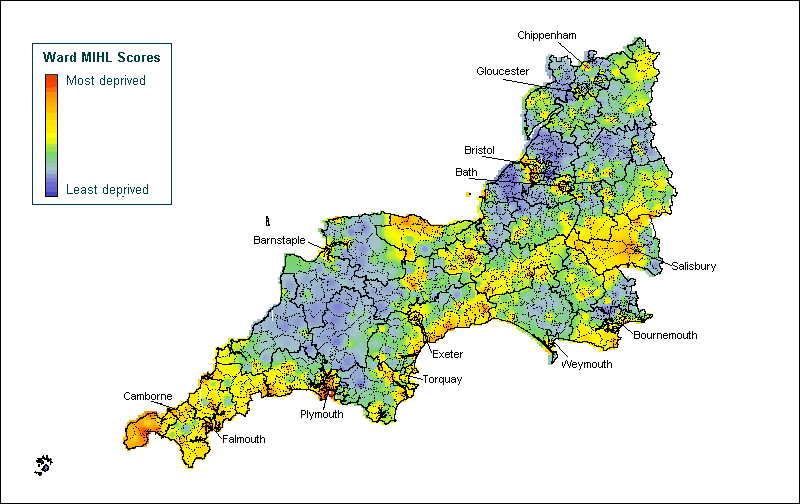 Ward MIHL Scores
Most deprived
Least deprived
Chippenham
Gloucester
Bristol
Bath
Barnstaple
Salisbury
Bournemouth
Weymouth
Exeter
Torquay
Camborne
Plymouth
Falmouth